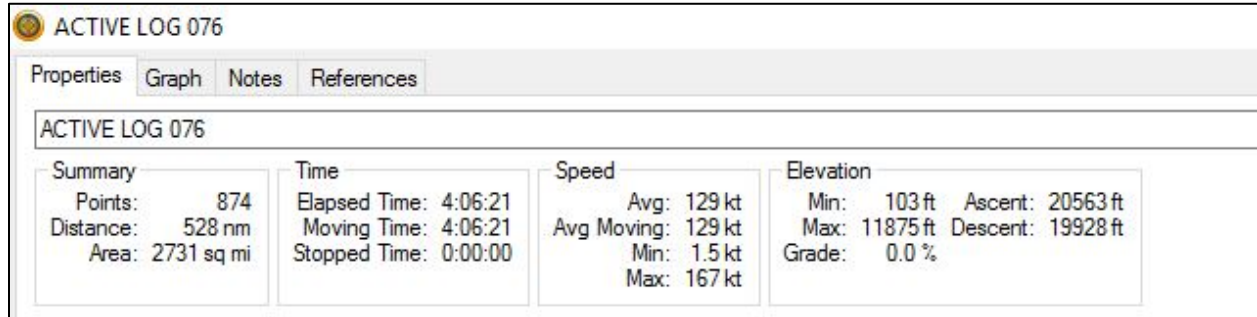 ACTIVE LOG 076
Properties Graph Notes References
ACTIVE LOG 076
Summary
Points: 874
Distance: 528 nm
Area: 2731 sq mi
Time
Elapsed Time: 4:06:21
Moving Time: 4:06:21
Stopped Time: 0:00:00
Speed
Avg: 129 kt
Avg Moving: 129 kt
Min: 1.5 kt
Max: 167 kt
Elevation
Min: 103 ft Ascent: 20563 ft
Max: 11875 ft Descent: 19928 ft
Grade: 0.0 %